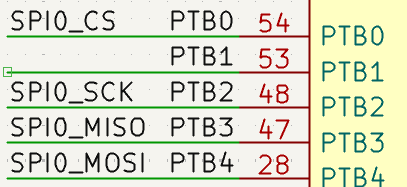 SPI0_CS PTB0 54 PTB0
PTB1 53 PTB1
SPI0_SCK PTB2 48 PTB2
SPI0_MISO PTB3 47 PTB3
SPI0_MOSI PTB4 28 PTB4